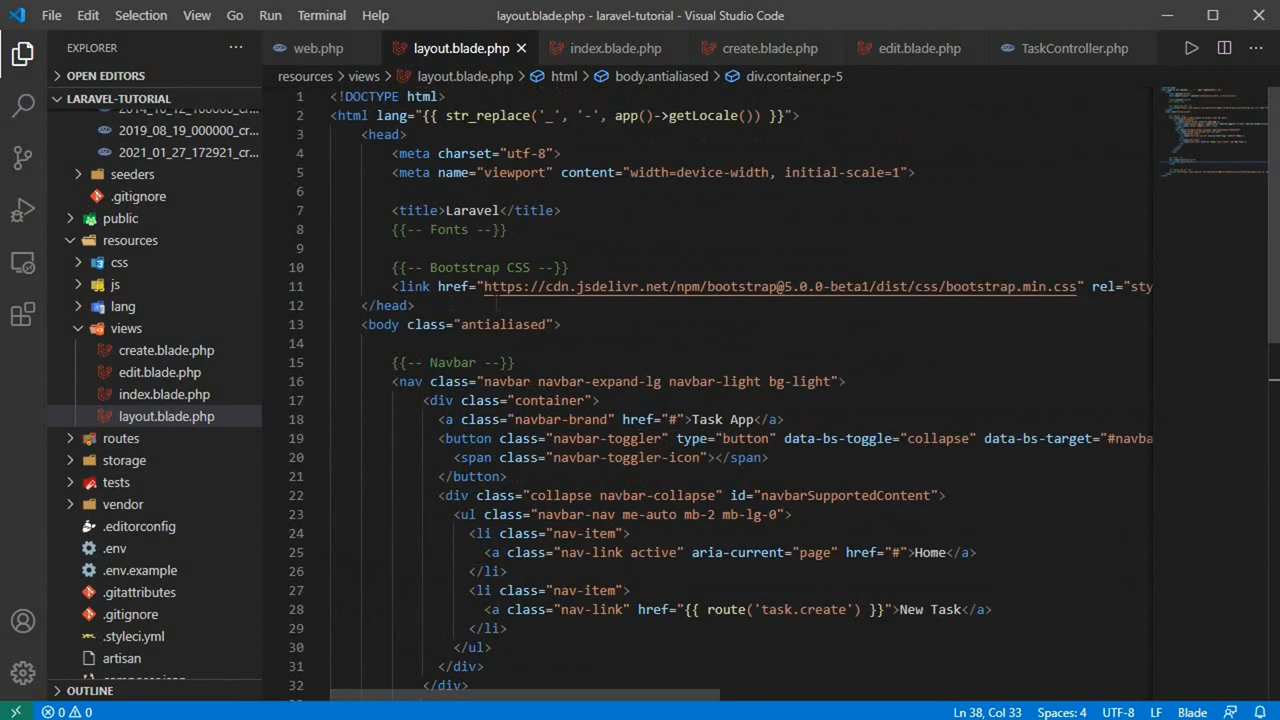 File Edit Selection View Go Run Terminal Help layout.blade.php - laravel-tutorial - Visual Studio Code
EXPLORER
web.php layout.blade.php index.blade.php create.blade.php edit.blade.php TaskController.php
OPEN EDITORS
resources > views > layout.blade.php > html > body.antialiased > div.container.p-5
LARAVEL-TUTORIAL
2019_08_19_000000_cr...
2021_01_27_172921_cr...
seeders
.gitignore
public
resources
css
js
lang
views
create.blade.php
edit.blade.php
index.blade.php
layout.blade.php
routes
storage
tests
vendor
.editorconfig
.env
.env.example
.gitattributes
.gitignore
.styleci.yml
artisan
OUTLINE
1 <!DOCTYPE html>
2 <html lang="{{ str_replace('_', '-', app()->getLocale()) }}">
3 <head>
4 <meta charset="utf-8">
5 <meta name="viewport" content="width=device-width, initial-scale=1">
6
7 <title>Laravel</title>
8 {{-- Fonts --}}
9
10 {{-- Bootstrap CSS --}}
11 <link href="https://cdn.jsdelivr.net/npm/bootstrap@5.0.0-beta1/dist/css/bootstrap.min.css" rel="sty
12 </head>
13 <body class="antialiased">
14
15 {{-- Navbar --}}
16 <nav class="navbar navbar-expand-lg navbar-light bg-light">
17 <div class="container">
18 <a class="navbar-brand" href="#">Task App</a>
19 <button class="navbar-toggler" type="button" data-bs-toggle="collapse" data-bs-target="#navba
20 <span class="navbar-toggler-icon"></span>
21 </button>
22 <div class="collapse navbar-collapse" id="navbarSupportedContent">
23 <ul class="navbar-nav me-auto mb-2 mb-lg-0">
24 <li class="nav-item">
25 <a class="nav-link active" aria-current="page" href="#">Home</a>
26 </li>
27 <li class="nav-item">
28 <a class="nav-link" href="{{ route('task.create') }}">New Task</a>
29 </li>
30 </ul>
31 </div>
32 </div>
0 0 Ln 38, Col 33 Spaces: 4 UTF-8 LF Blade